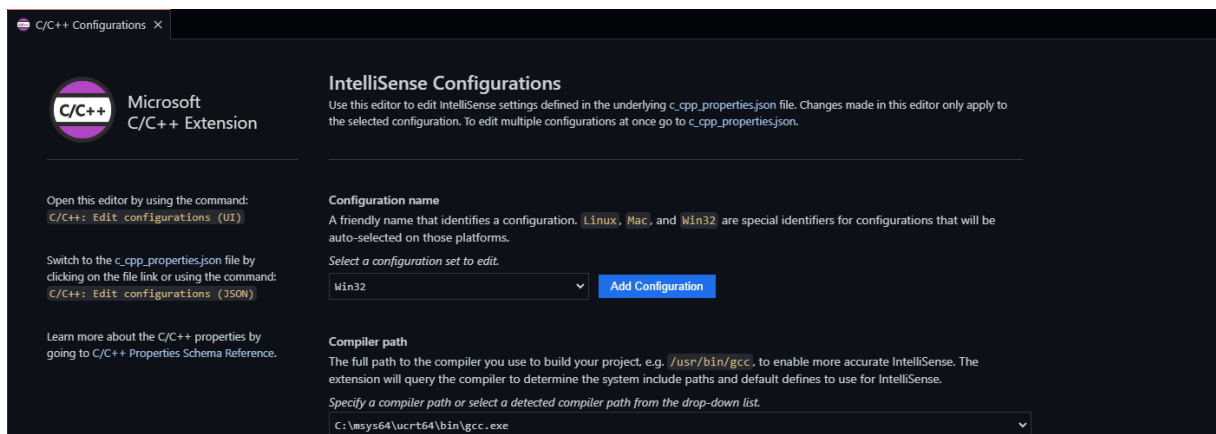 C/C++ Configurations
C/C++
Microsoft
C/C++ Extension
Open this editor by using the command:
C/C++: Edit configurations (UI)
Switch to the c_cpp_properties.json file by
clicking on the file link or using the command:
C/C++: Edit configurations (JSON)
Learn more about the C/C++ properties by
going to C/C++ Properties Schema Reference.
IntelliSense Configurations
Use this editor to edit IntelliSense settings defined in the underlying c_cpp_properties.json file. Changes made in this editor only apply to
the selected configuration. To edit multiple configurations at once go to c_cpp_properties.json.
Configuration name
A friendly name that identifies a configuration. Linux, Mac, and Win32 are special identifiers for configurations that will be
auto-selected on those platforms.
Select a configuration set to edit.
Win32
Add Configuration
Compiler path
The full path to the compiler you use to build your project, e.g. /usr/bin/gcc, to enable more accurate IntelliSense. The
extension will query the compiler to determine the system include paths and default defines to use for IntelliSense.
Specify a compiler path or select a detected compiler path from the drop-down list.
C:\msys64\ucrt64\bin\gcc.exe